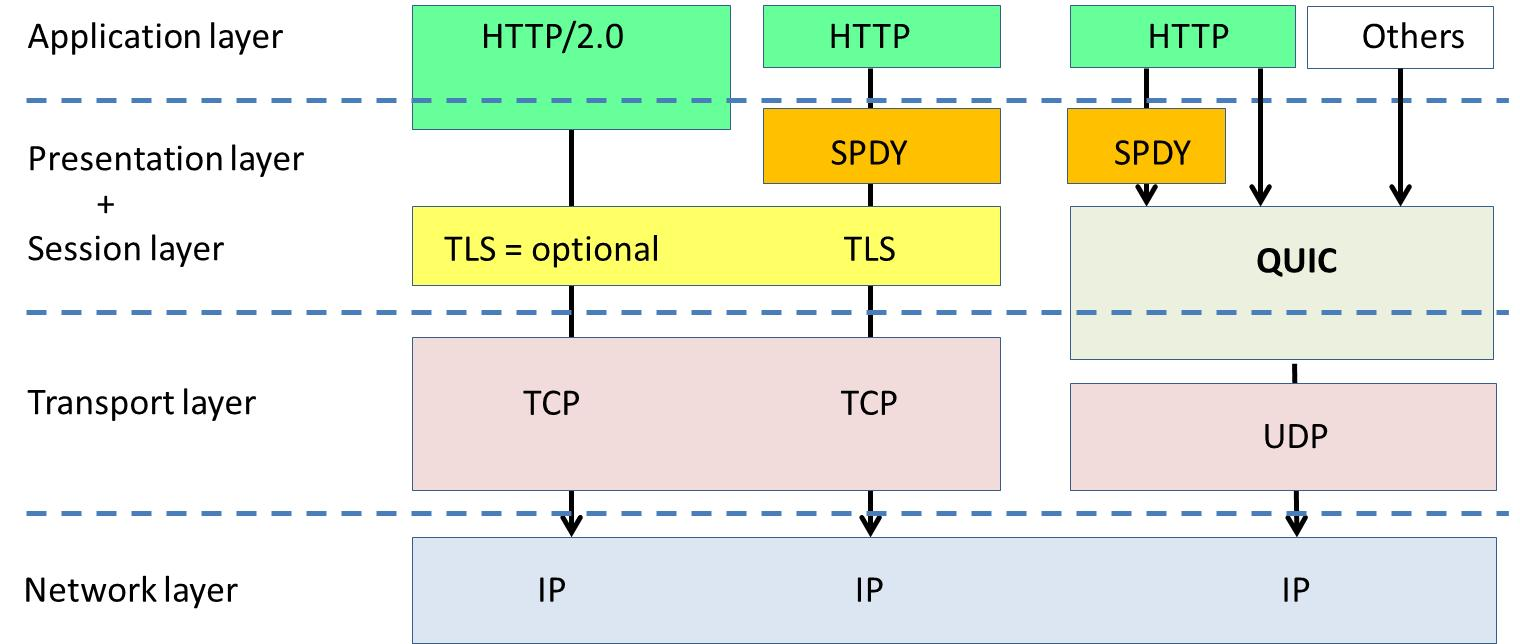 Application layer
HTTP/2.0
HTTP
HTTP
Others
Presentation layer
+
Session layer
SPDY
SPDY
TLS = optional
TLS
QUIC
Transport layer
TCP
TCP
UDP
Network layer
IP
IP
IP